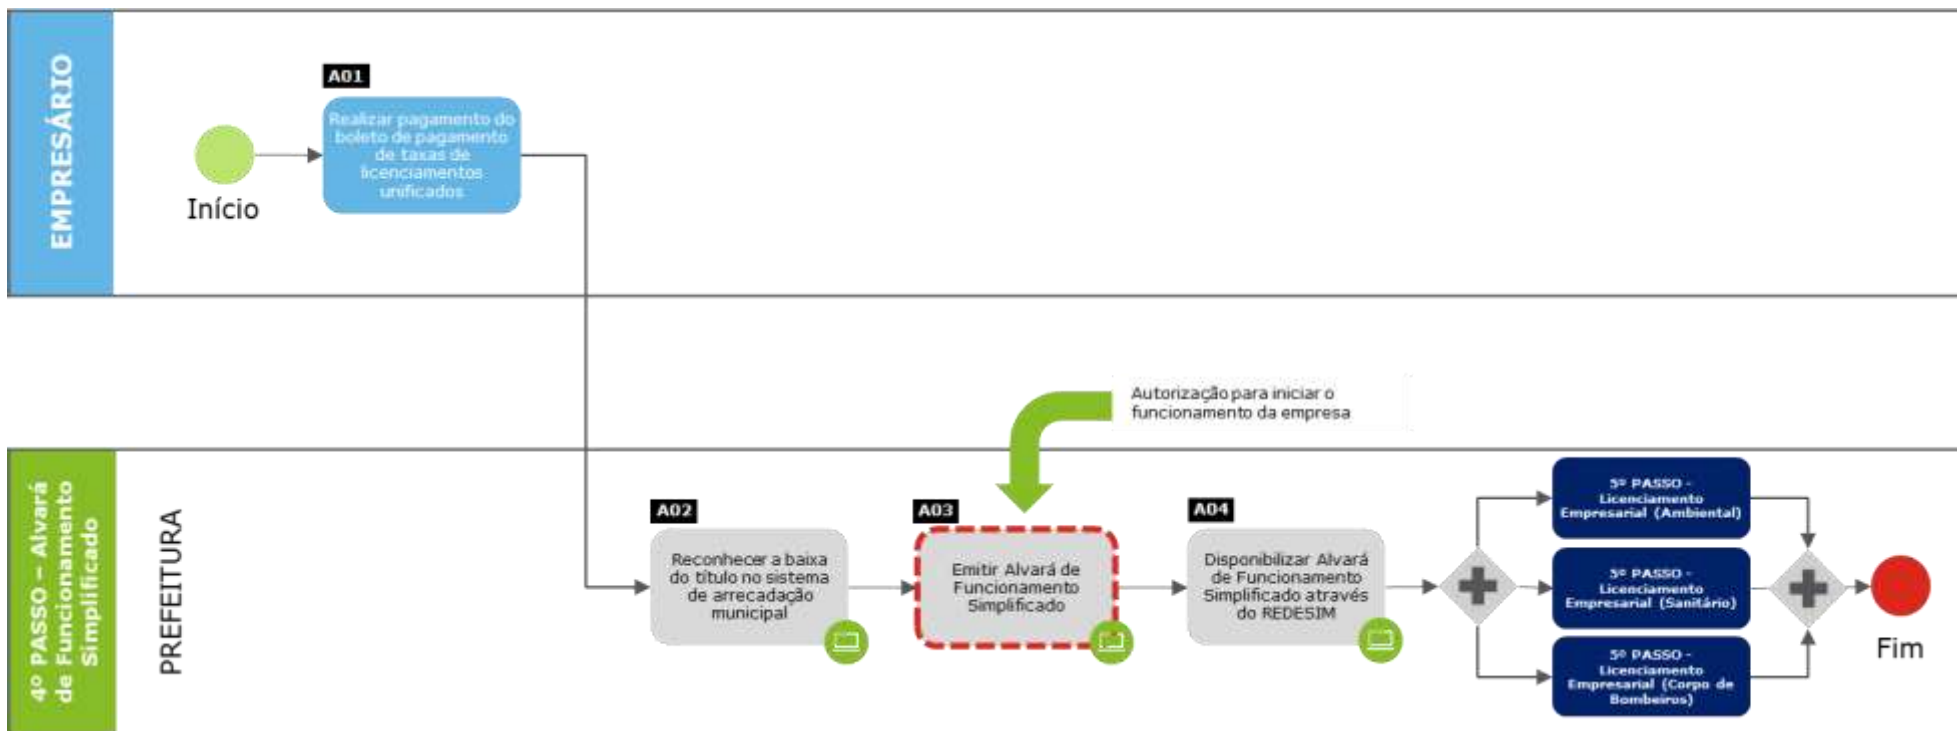 EMPRESÁRIO
A01
Realizar pagamento do
boleto de pagamento
de taxas de
licenciamentos
unificados
Início
Autorização para iniciar o
funcionamento da empresa
4º PASSO – Alvará
de Funcionamento
Simplificado
PREFEITURA
A02
Reconhecer a baixa
do título no sistema
de arrecadação
municipal
A03
Emitir Alvará de
Funcionamento
Simplificado
A04
Disponibilizar Alvará
de Funcionamento
Simplificado através
do REDESIM
5º PASSO -
Licenciamento
Empresarial (Ambiental)
5º PASSO -
Licenciamento
Empresarial (Sanitário)
5º PASSO -
Licenciamento
Empresarial (Corpo de
Bombeiros)
Fim